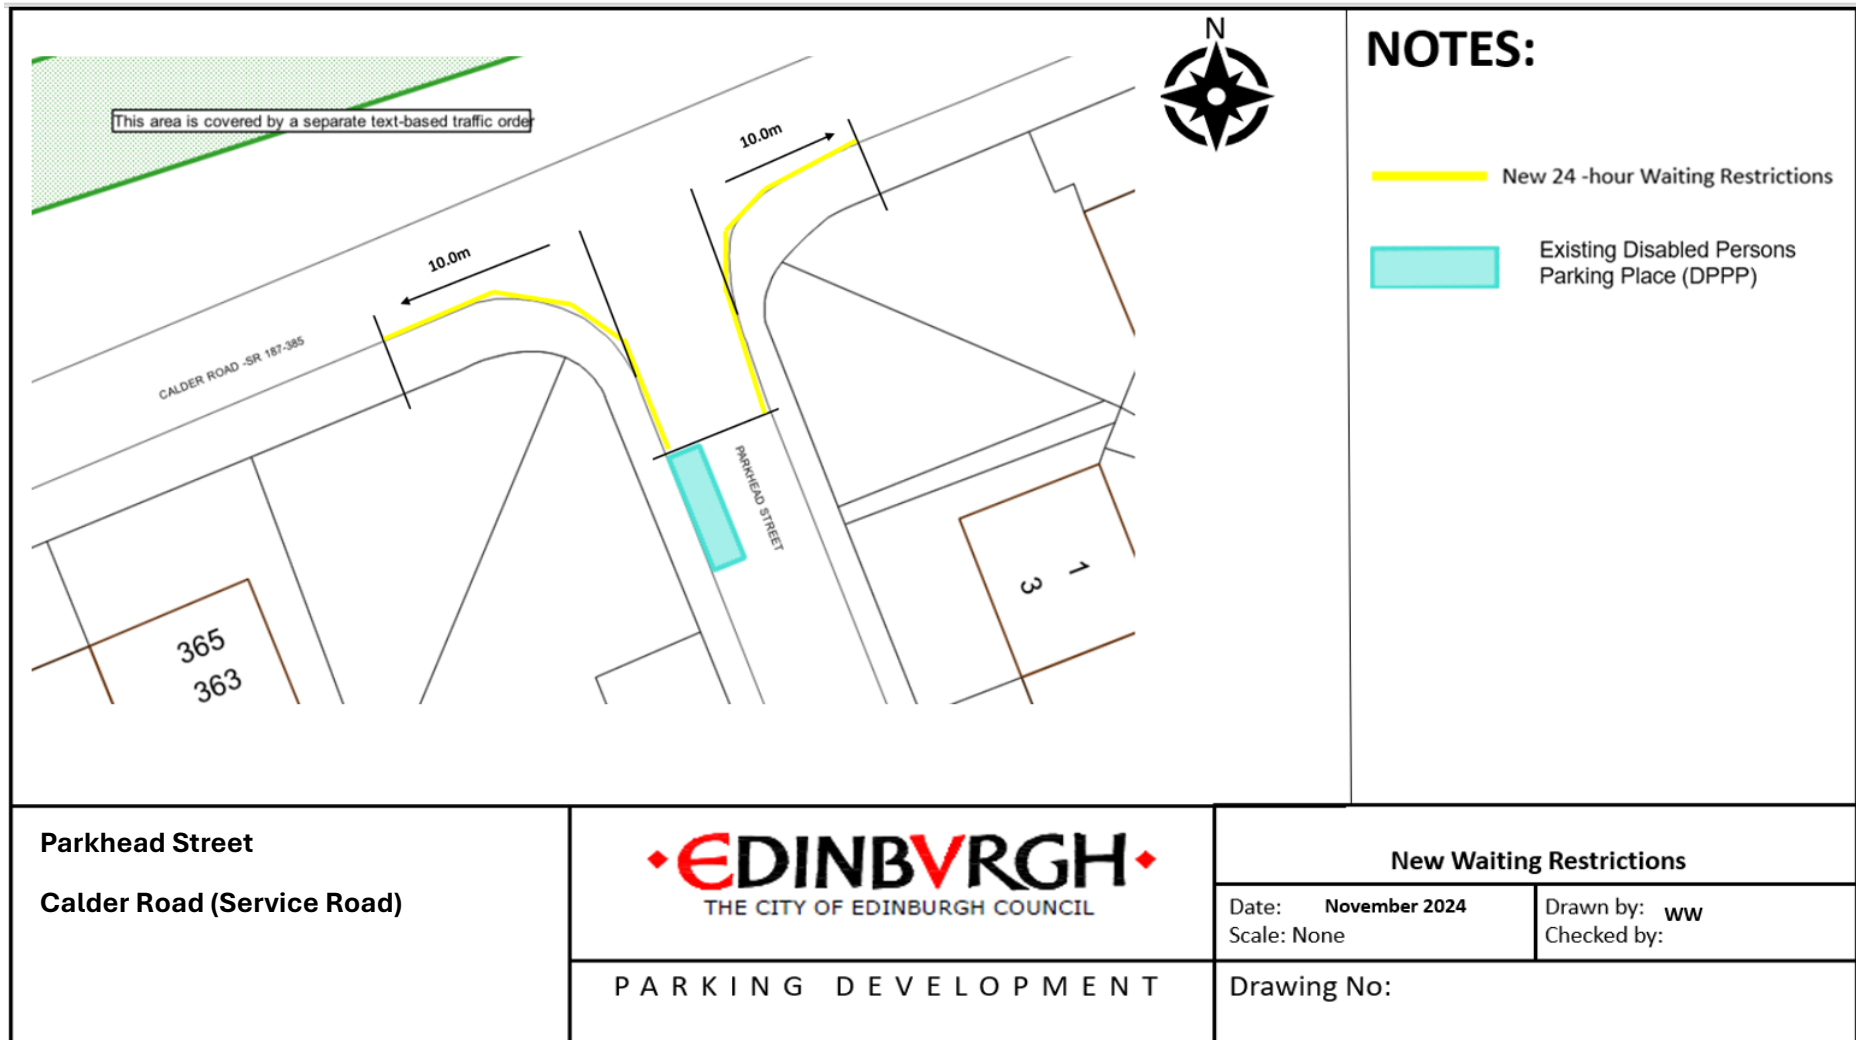 N
NOTES:
This area is covered by a separate text-based traffic order
10.0m
10.0m
New 24 -hour Waiting Restrictions
Existing Disabled Persons
Parking Place (DPPP)
CALDER ROAD -SR 187-385
PARKHEAD STREET
1
3
365
363
Parkhead Street
Calder Road (Service Road)
EDINBVRGH
THE CITY OF EDINBURGH COUNCIL
PARKING DEVELOPMENT
New Waiting Restrictions
Date: November 2024
Scale: None
Drawn by: WW
Checked by:
Drawing No: